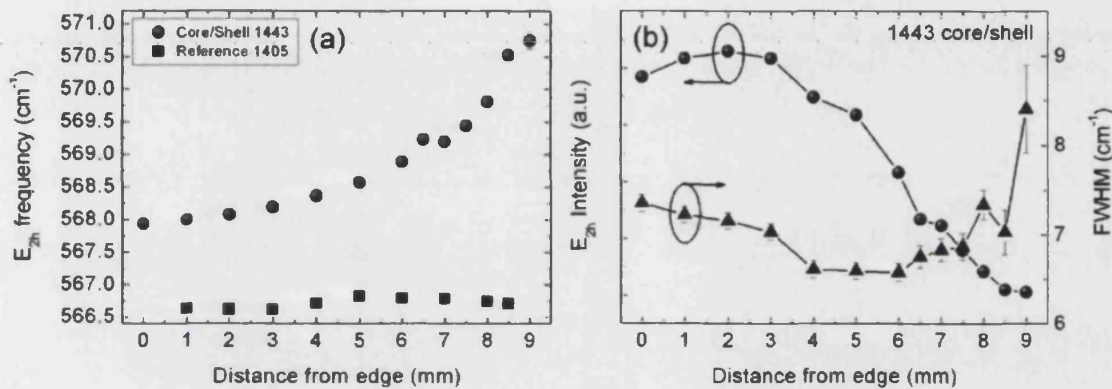 571.0
570.5
570.0
569.5
569.0
568.5
568.0
567.5
567.0
566.5
E2h frequency (cm-1)
Core/Shell 1443
Reference 1405
(a)
0 1 2 3 4 5 6 7 8 9
Distance from edge (mm)
(b)
1443 core/shell
E2h Intensity (a.u.)
9
8
7
6
FWHM (cm-1)
0 1 2 3 4 5 6 7 8 9
Distance from edge (mm)